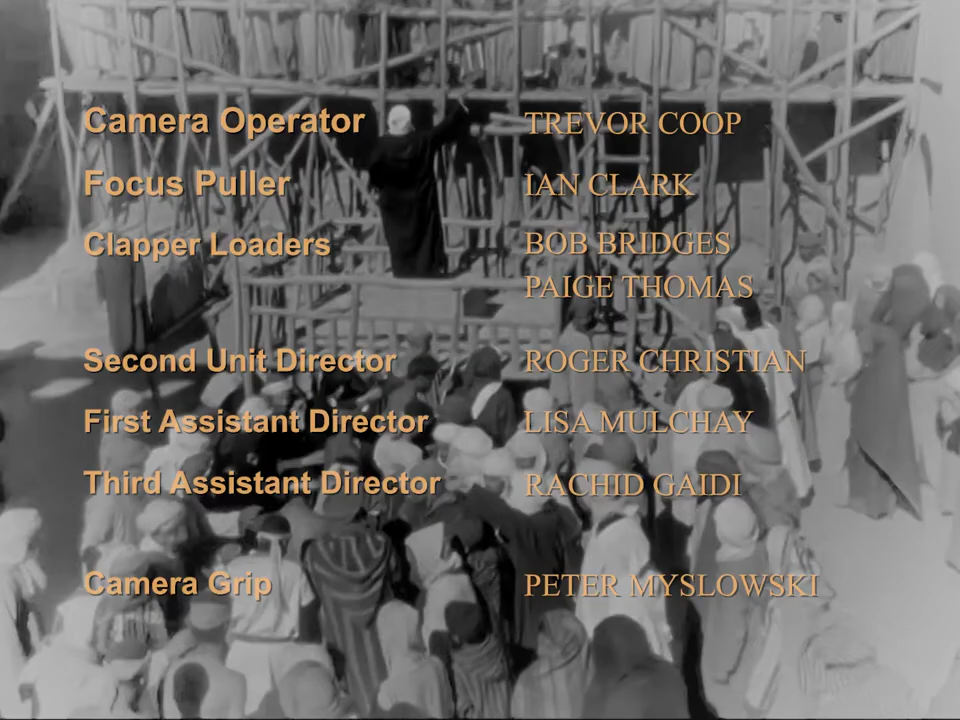 Camera Operator TREVOR COOP
Focus Puller IAN CLARK
Clapper Loaders BOB BRIDGES
PAIGE THOMAS
Second Unit Director ROGER CHRISTIAN
First Assistant Director LISA MULCHAY
Third Assistant Director RACHID GAIDI
Camera Grip PETER MYSLOWSKI